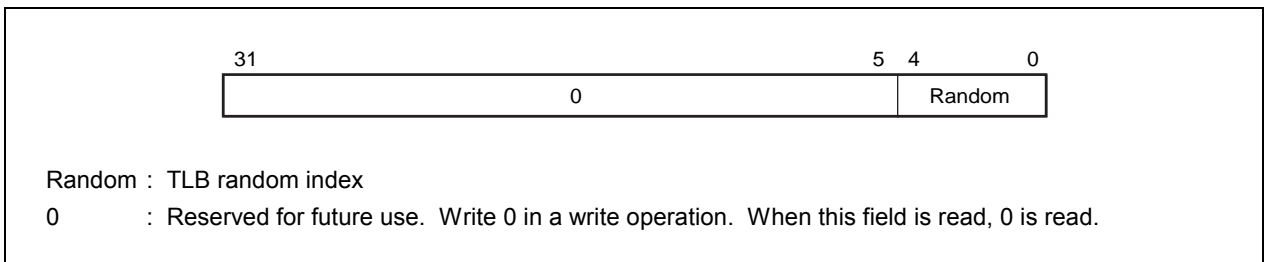 31 5 4 0
0 Random
Random : TLB random index
0 : Reserved for future use. Write 0 in a write operation. When this field is read, 0 is read.